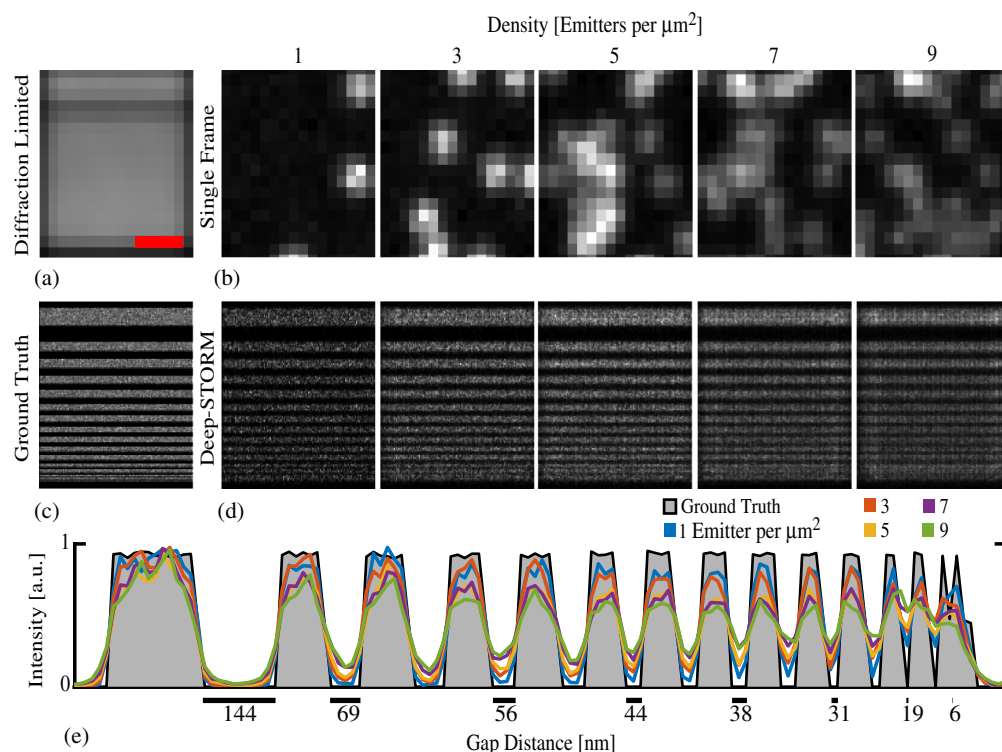 Density [Emitters per μm²]
1 3 5 7 9
Diffraction Limited
Single Frame
(a)
(b)
Ground Truth
Deep-STORM
(c)
(d)
Ground Truth
1 Emitter per μm²
3
5
7
9
1
Intensity [a.u.]
0
144 69 56 44 38 31 19 6
(e)
Gap Distance [nm]